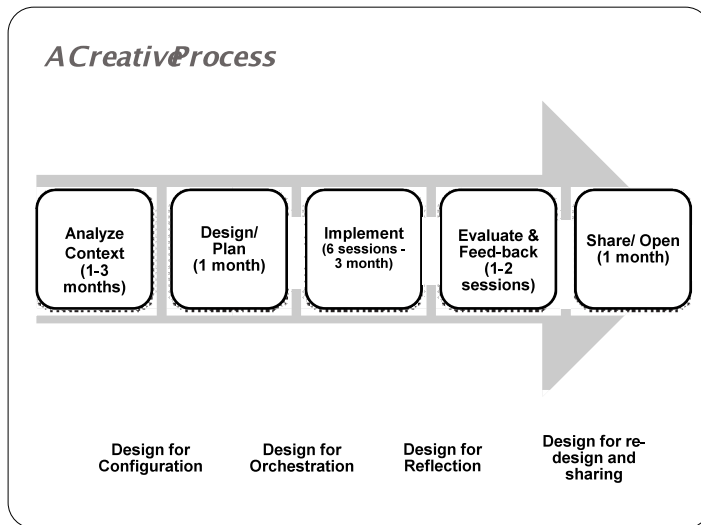 A Creative Process
Analyze
Context
(1-3
months)
Design/
Plan
(1 month)
Implement
(6 sessions -
3 month)
Evaluate &
Feed-back
(1-2
sessions)
Share/ Open
(1 month)
Design for
Configuration
Design for
Orchestration
Design for
Reflection
Design for re-
design and
sharing